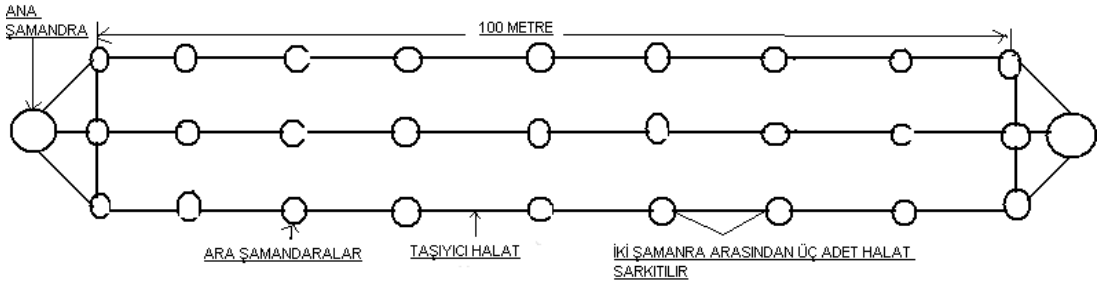 ANA
ŞAMANDRA
100 METRE
ARA ŞAMANDARALAR
TAŞIYICI HALAT
İKİ ŞAMANRA ARASINDAN ÜÇ ADET HALAT
SARKITILIR